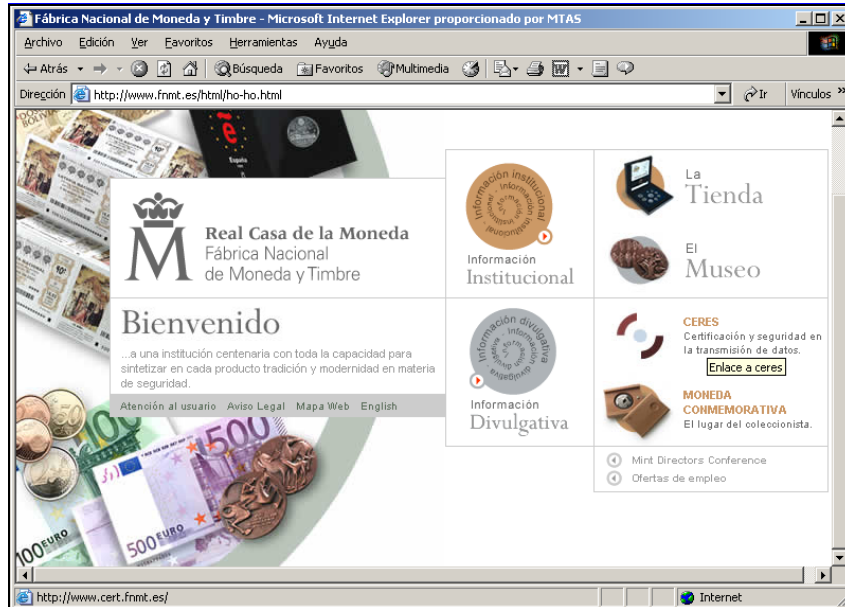 Fábrica Nacional de Moneda y Timbre - Microsoft Internet Explorer proporcionado por MTAS
Archivo Edición Ver Favoritos Herramientas Ayuda
Atrás Búsqueda Favoritos Multimedia
Dirección http://www.fnmt.es/html/ho-ho.html Ir Vínculos »
España
Real Casa de la Moneda
Fábrica Nacional
de Moneda y Timbre
Bienvenido
...a una institución centenaria con toda la capacidad para
sintetizar en cada producto tradición y modernidad en materia
de seguridad.
Atención al usuario Aviso Legal Mapa Web English
Información
Institucional
Información
Divulgativa
La
Tienda
El
Museo
CERES
Certificación y seguridad en
la transmisión de datos.
Enlace a ceres
MONEDA
CONMEMORATIVA
El lugar del coleccionista.
Mint Directors Conference
Ofertas de empleo
500
500 EURO
100 EURO
http://www.cert.fnmt.es/ Internet